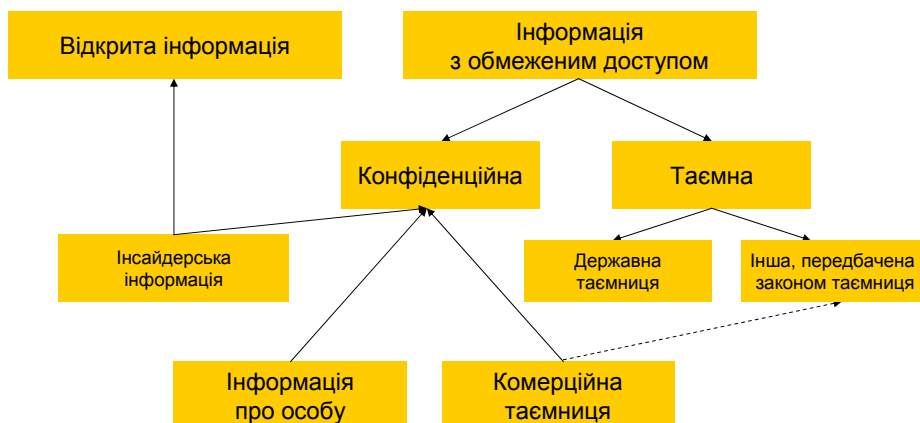 Відкрита інформація
Інформація
з обмеженим доступом
Конфіденційна
Таємна
Інсайдерська
інформація
Державна
таємниця
Інша, передбачена
законом таємниця
Інформація
про особу
Комерційна
таємниця